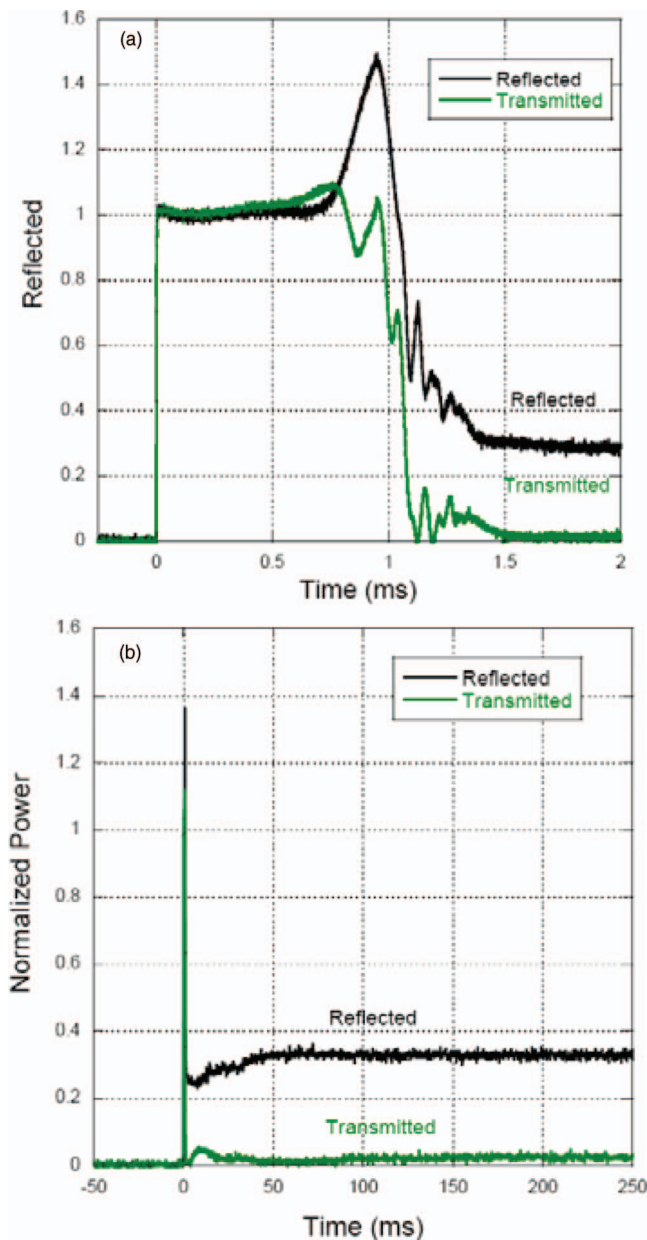 (a)
1.6
1.4
1.2
1
0.8
0.6
0.4
0.2
0
Reflected
Reflected
Transmitted
Reflected
Transmitted
0 0.5 1 1.5 2
Time (ms)
(b)
1.6
1.4
1.2
1
0.8
0.6
0.4
0.2
0
Normalized Power
Reflected
Transmitted
Reflected
Transmitted
-50 0 50 100 150 200 250
Time (ms)